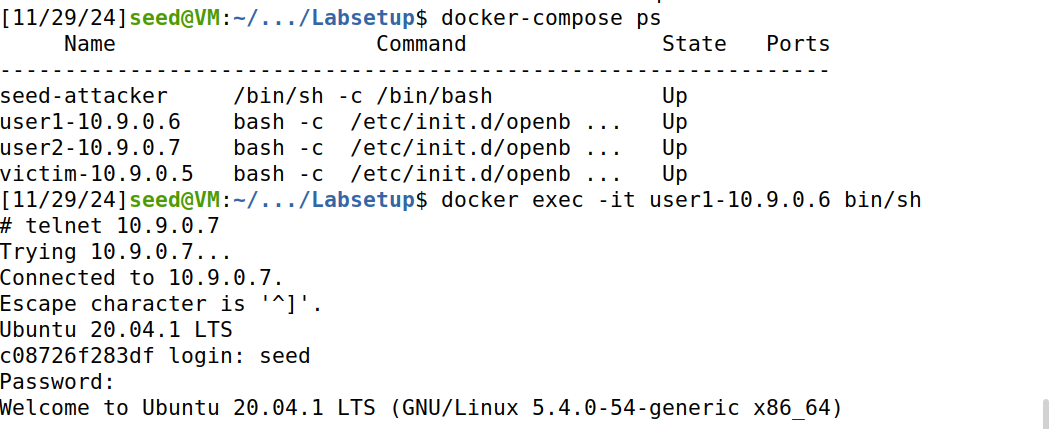 [11/29/24]seed@VM:~/.../Labsetup$ docker-compose ps
     Name                    Command               State   Ports
----------------------------------------------------------------
seed-attacker     /bin/sh -c /bin/bash             Up
user1-10.9.0.6    bash -c  /etc/init.d/openb ...   Up
user2-10.9.0.7    bash -c  /etc/init.d/openb ...   Up
victim-10.9.0.5   bash -c  /etc/init.d/openb ...   Up
[11/29/24]seed@VM:~/.../Labsetup$ docker exec -it user1-10.9.0.6 bin/sh
# telnet 10.9.0.7
Trying 10.9.0.7...
Connected to 10.9.0.7.
Escape character is '^]'.
Ubuntu 20.04.1 LTS
c08726f283df login: seed
Password:
Welcome to Ubuntu 20.04.1 LTS (GNU/Linux 5.4.0-54-generic x86_64)